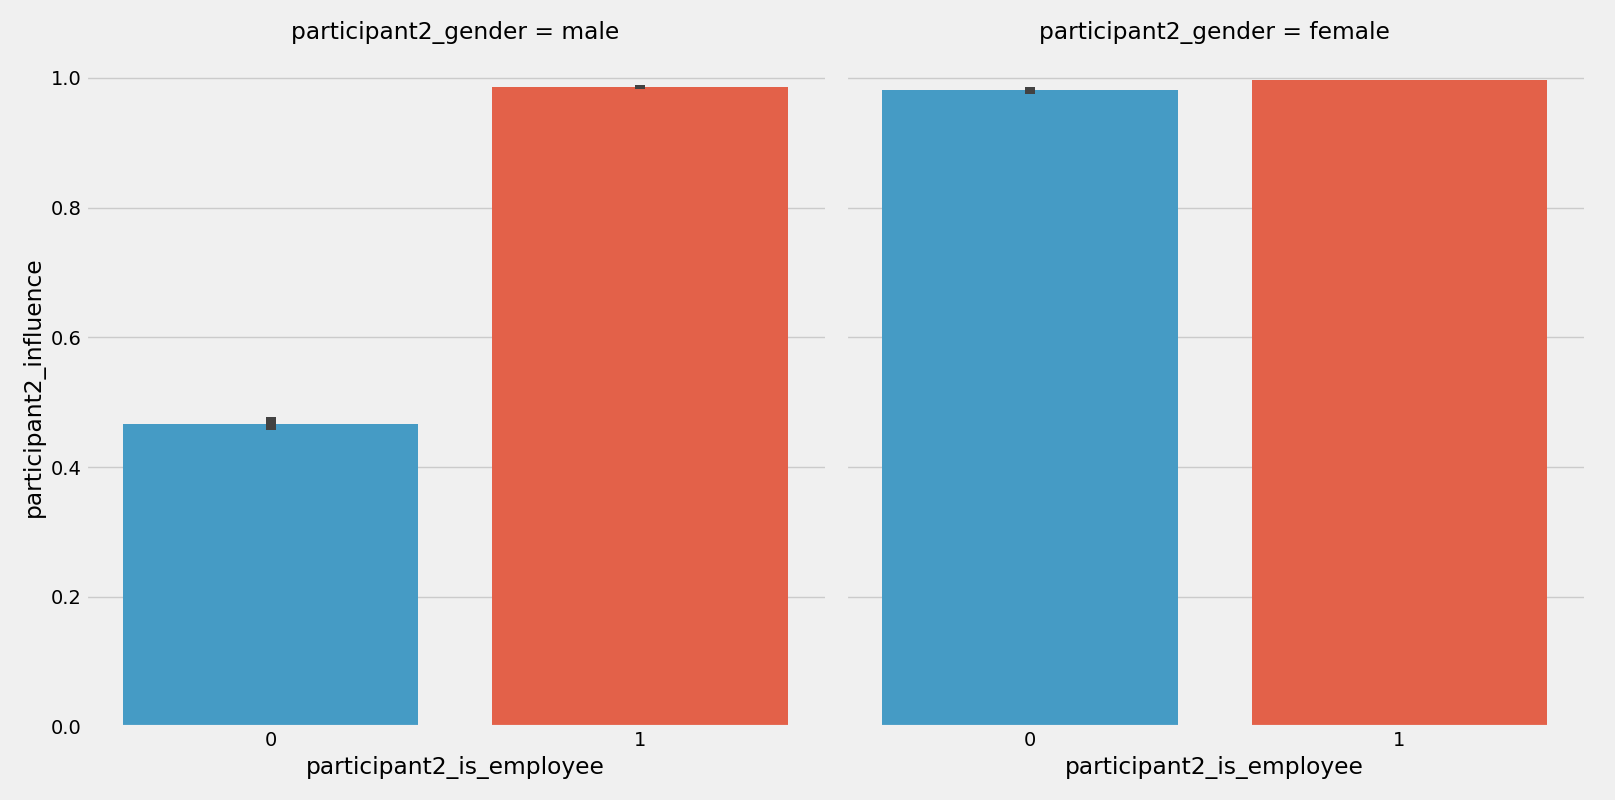 participant2_gender = male
participant2_gender = female
participant2_influence
1.0
0.8
0.6
0.4
0.2
0.0
0
1
0
1
participant2_is_employee
participant2_is_employee